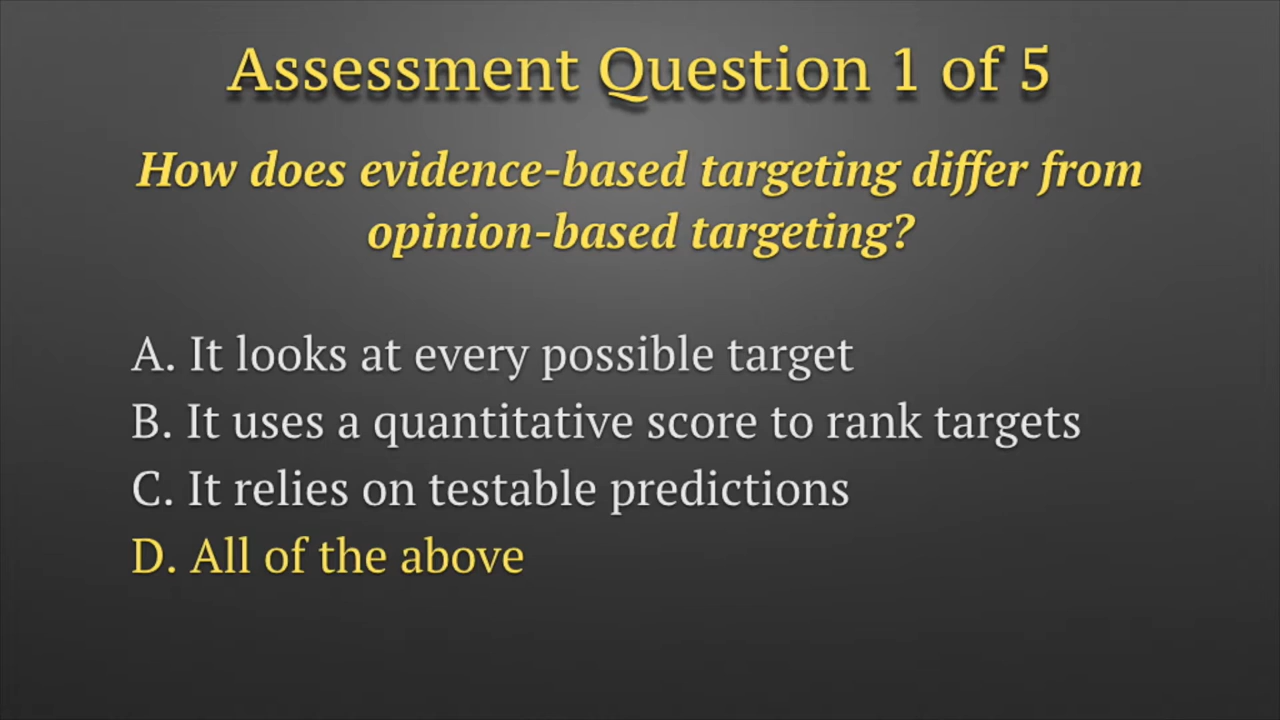 Assessment Question 1 of 5
How does evidence-based targeting differ from
opinion-based targeting?
A. It looks at every possible target
B. It uses a quantitative score to rank targets
C. It relies on testable predictions
D. All of the above